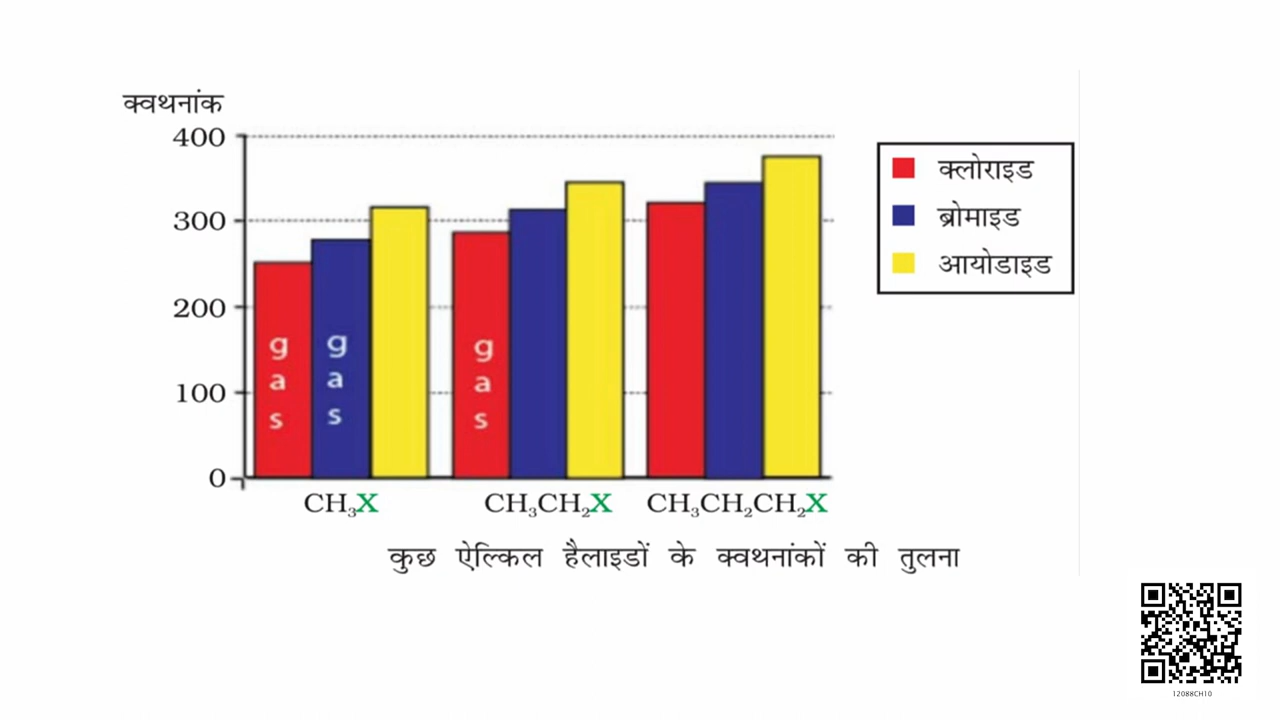 क्वथनांक
400
300
200
100
0
g a s
g a s
g a s
CH₃X
CH₃CH₂X
CH₃CH₂CH₂X
क्लोराइड
ब्रोमाइड
आयोडाइड
कुछ ऐल्किल हैलाइडों के क्वथनांकों की तुलना
12088CH10